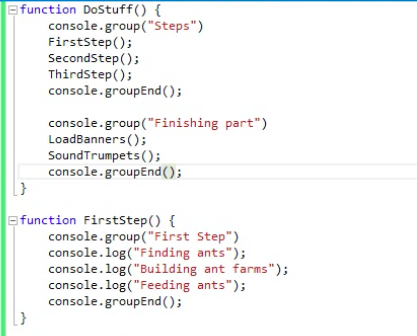 function DoStuff() {
    console.group("Steps")
    FirstStep();
    SecondStep();
    ThirdStep();
    console.groupEnd();

    console.group("Finishing part")
    LoadBanners();
    SoundTrumpets();
    console.groupEnd();
}

function FirstStep() {
    console.group("First Step")
    console.log("Finding ants");
    console.log("Building ant farms");
    console.log("Feeding ants");
    console.groupEnd();
}